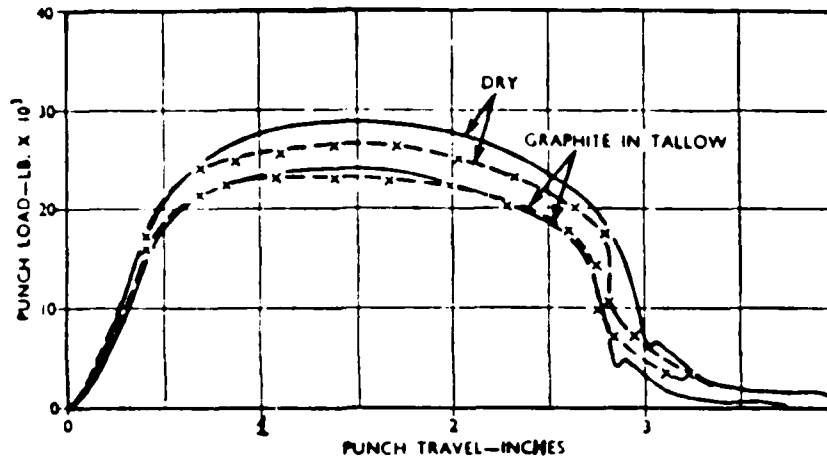 40
30
20
10
0
PUNCH LOAD—LB. X 10³
DRY
GRAPHITE IN TALLOW
0
1
2
3
PUNCH TRAVEL—INCHES